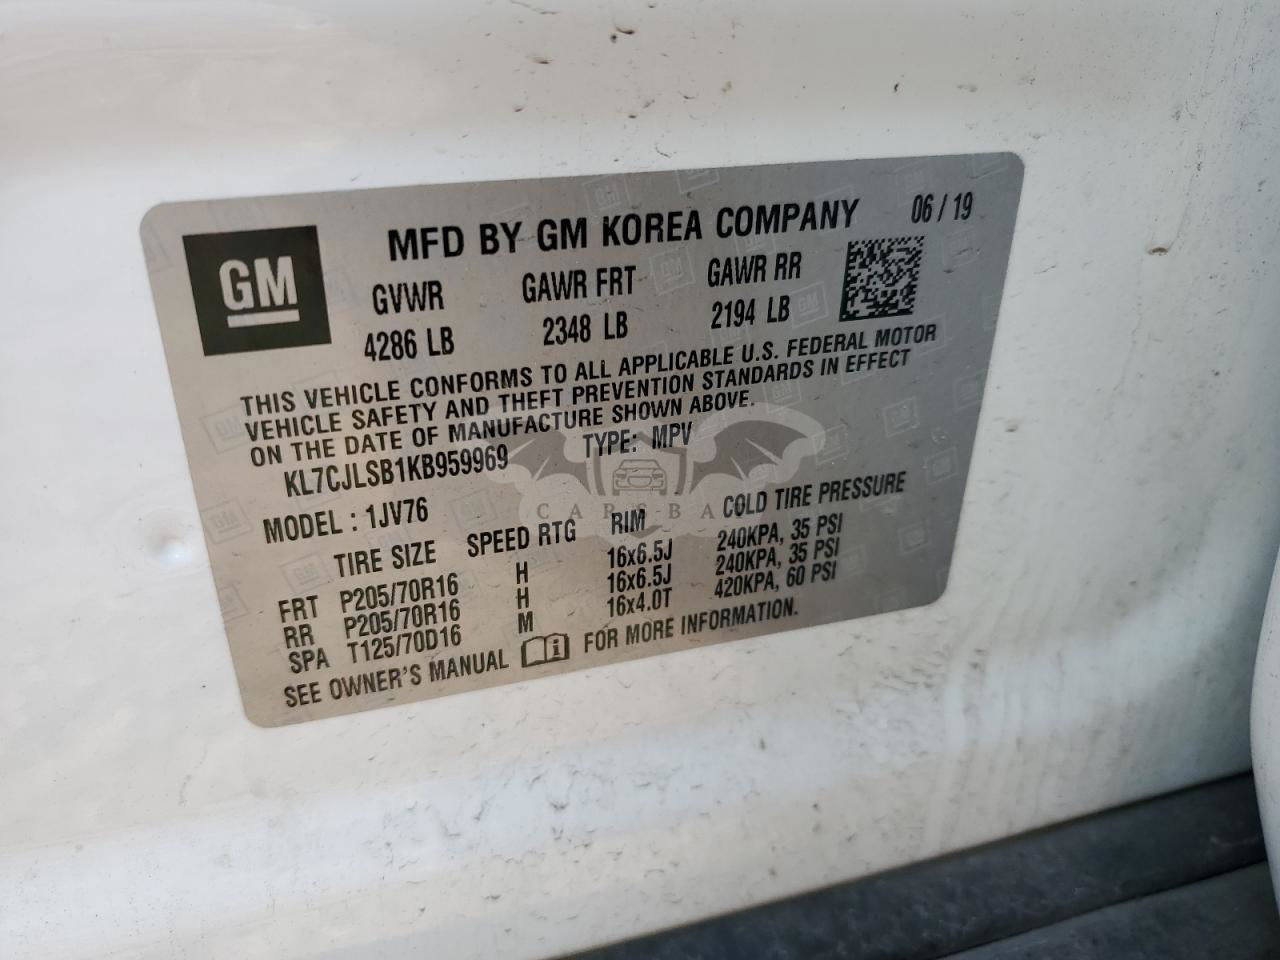 GM
MFD BY GM KOREA COMPANY 06 / 19
GVWR GAWR FRT GAWR RR
4286 LB 2348 LB 2194 LB
THIS VEHICLE CONFORMS TO ALL APPLICABLE U.S. FEDERAL MOTOR
VEHICLE SAFETY AND THEFT PREVENTION STANDARDS IN EFFECT
ON THE DATE OF MANUFACTURE SHOWN ABOVE.
KL7CJLSB1KB959969 TYPE: MPV
MODEL : 1JV76
TIRE SIZE SPEED RTG RIM COLD TIRE PRESSURE
FRT P205/70R16 H 16x6.5J 240KPA, 35 PSI
RR P205/70R16 H 16x6.5J 240KPA, 35 PSI
SPA T125/70D16 M 16x4.0T 420KPA, 60 PSI
SEE OWNER'S MANUAL FOR MORE INFORMATION.